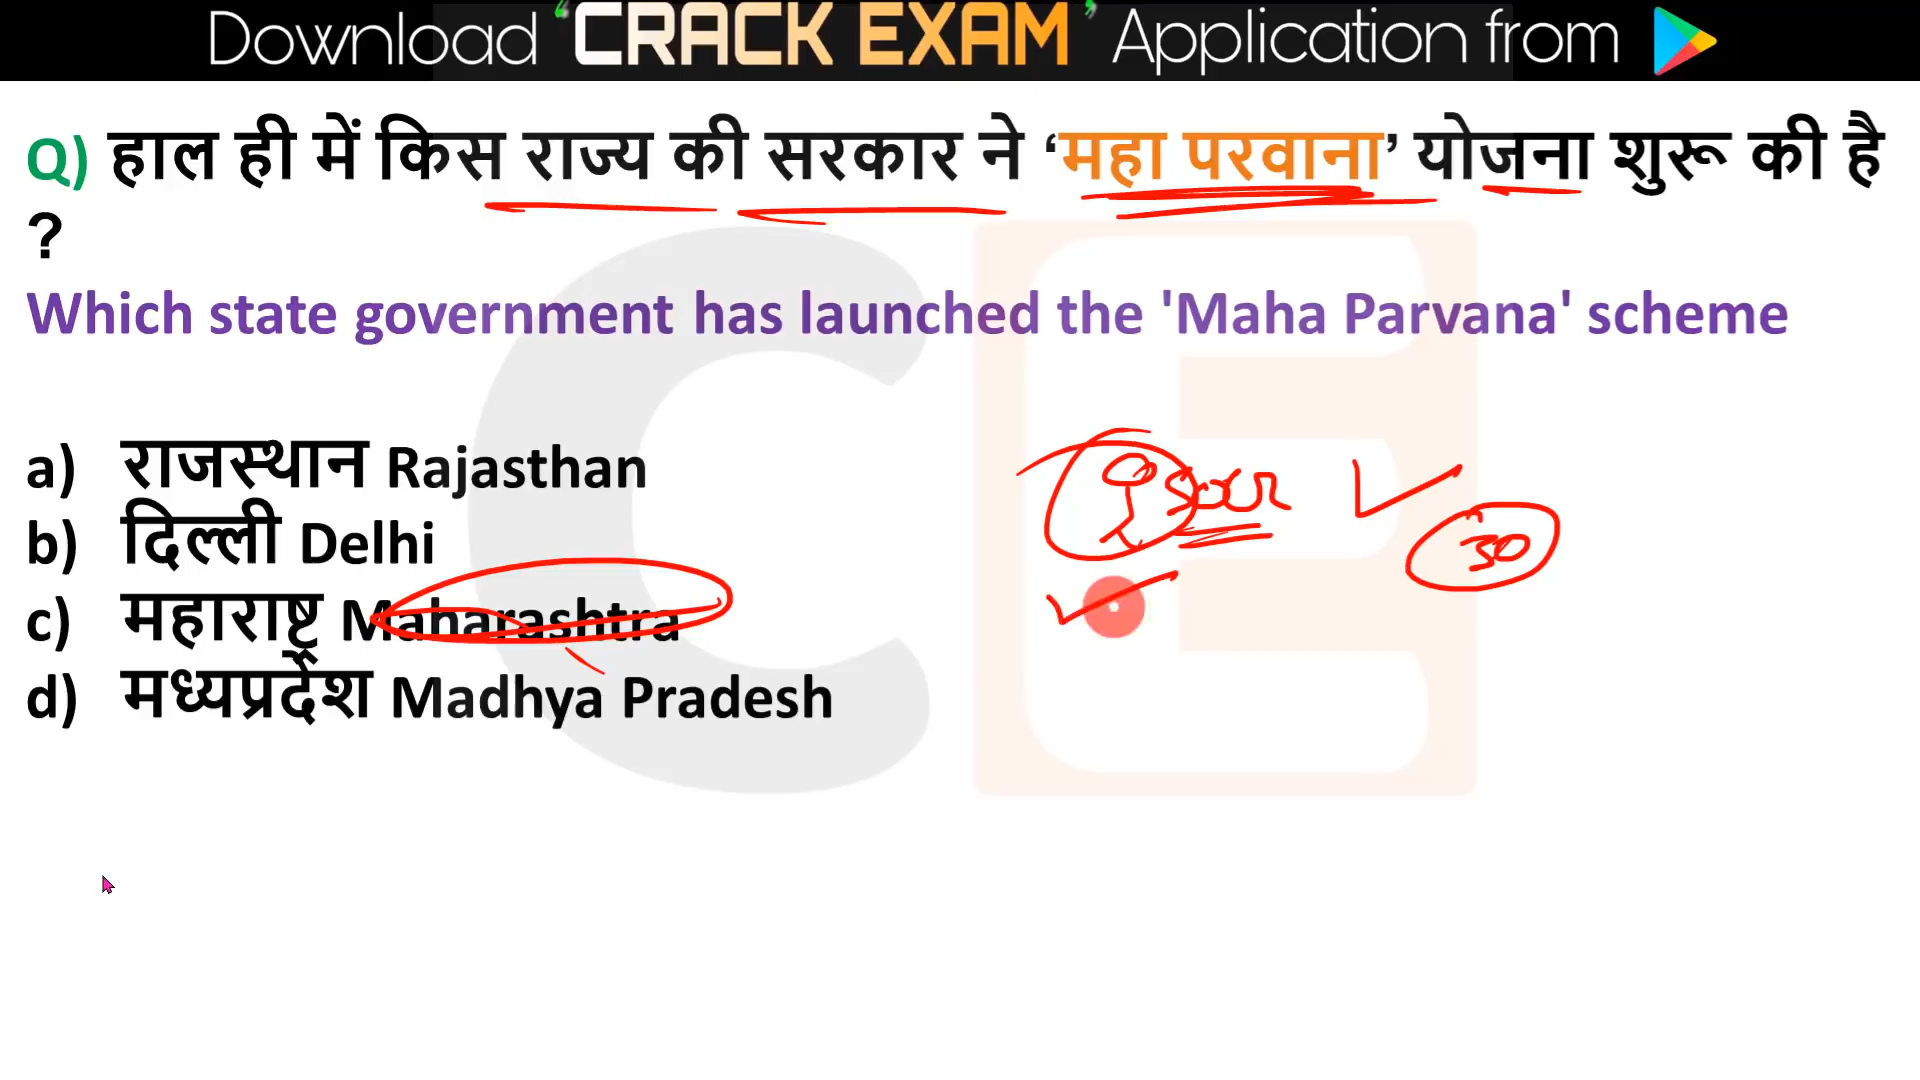 Download ‘CRACK EXAM’ Application from
Q) हाल ही में किस राज्य की सरकार ने ‘महा परवाना’ योजना शुरू की है
?
Which state government has launched the 'Maha Parvana' scheme
a) राजस्थान Rajasthan
b) दिल्ली Delhi
c) महाराष्ट्र Maharashtra
d) मध्यप्रदेश Madhya Pradesh
30
CE